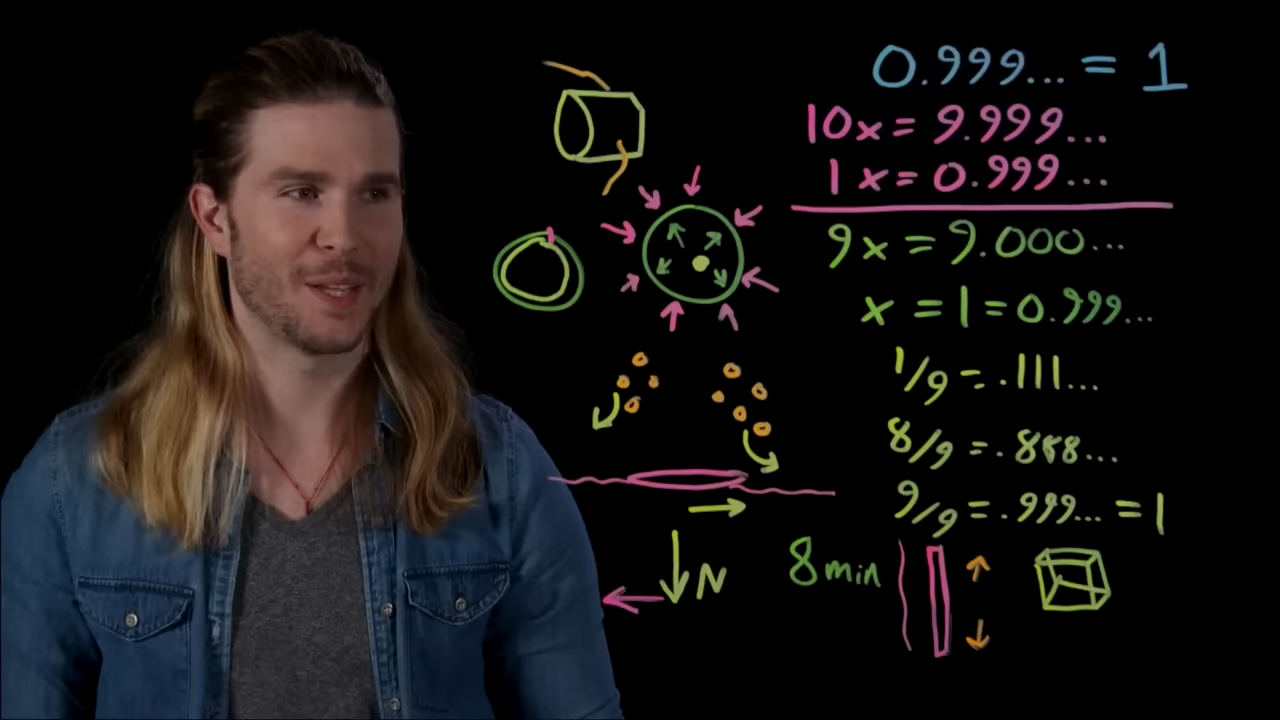 0.999... = 1
10x = 9.999...
1x = 0.999...
9x = 9.000...
x = 1 = 0.999...
1/9 = .111...
8/9 = .888...
9/9 = .999... = 1
8 min
N